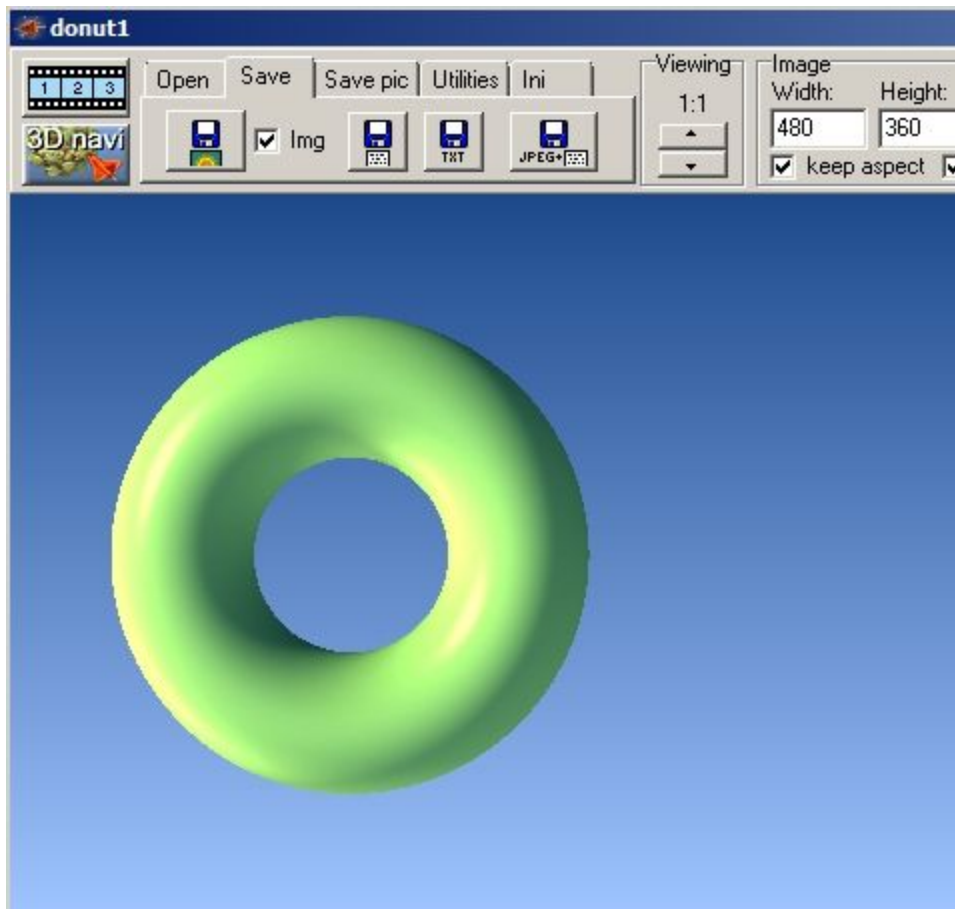 donut1
1 2 3
3D navi
Open Save Save pic Utilities Ini
Img
TXT
JPEG+
Viewing
1:1
Image
Width: Height:
480 360
keep aspect